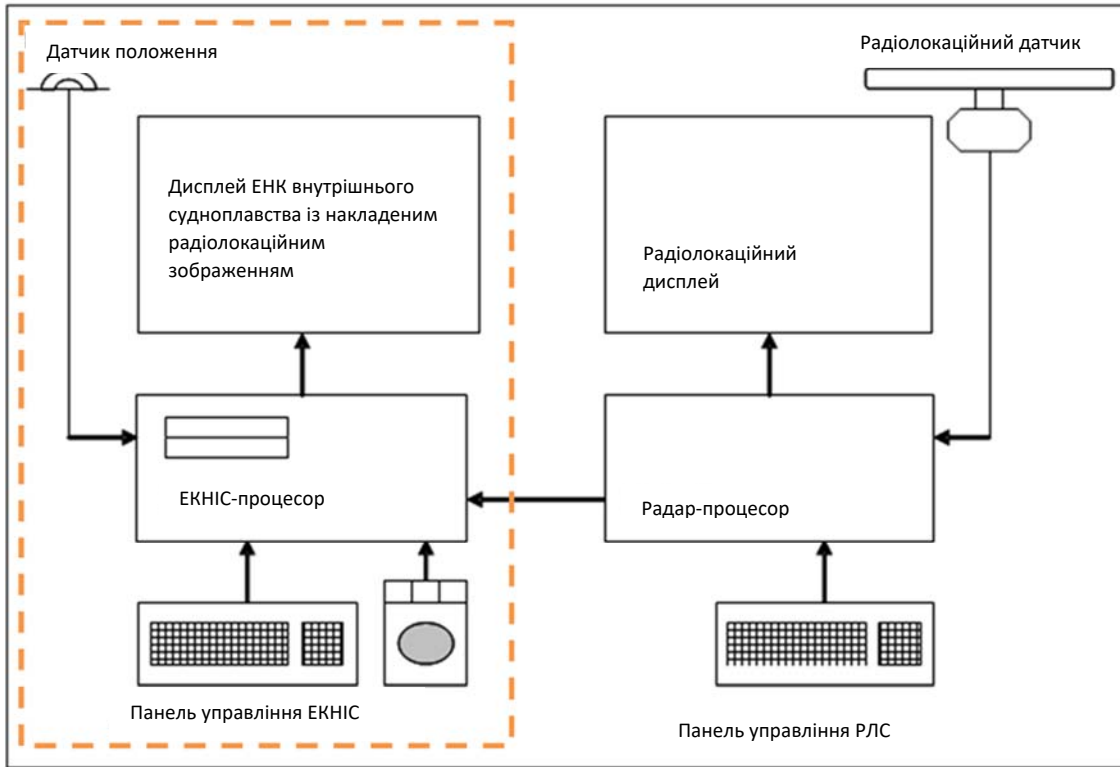 Датчик положення
Радіолокаційний датчик
Дисплей ЕНК внутрішнього
судноплавства із накладеним
радіолокаційним
зображенням
Радіолокаційний
дисплей
ЕКНІС-процесор
Радар-процесор
Панель управління ЕКНІС
Панель управління РЛС